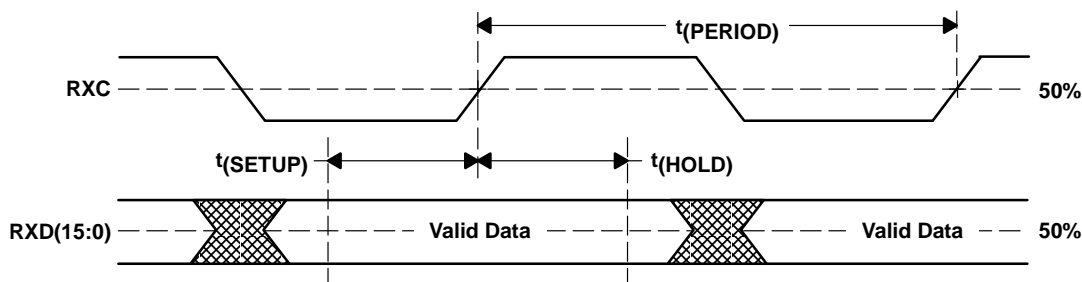 t(PERIOD)
RXC
50%
t(SETUP)
t(HOLD)
RXD(15:0)
Valid Data
Valid Data
50%